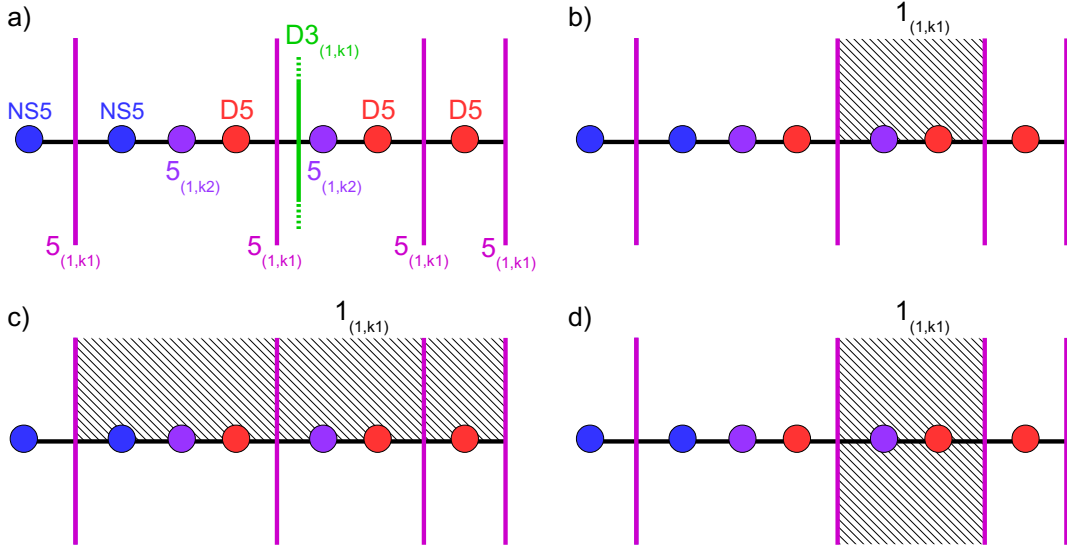 a)
D3(1,k1)
NS5
NS5
D5
D5
D5
5(1,k2)
5(1,k2)
5(1,k1)
5(1,k1)
5(1,k1)
5(1,k1)
b)
1(1,k1)
c)
1(1,k1)
d)
1(1,k1)